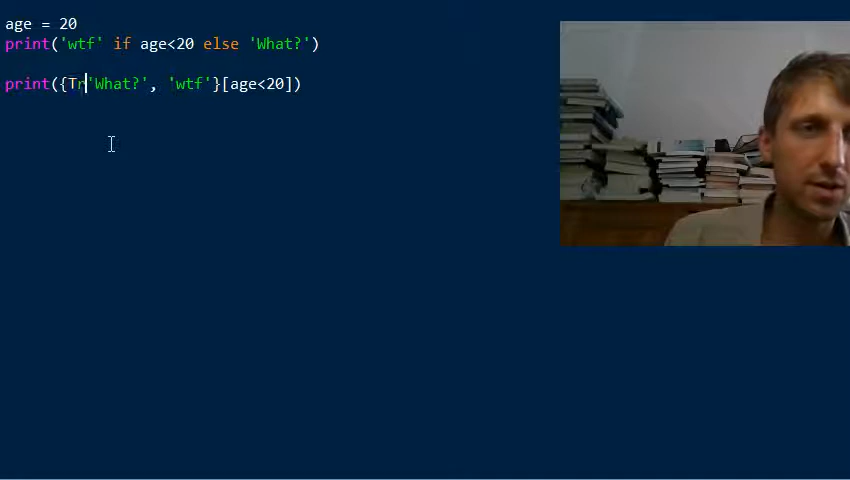 age = 20
print('wtf' if age<20 else 'What?')
print({Tr'What?', 'wtf'}[age<20])